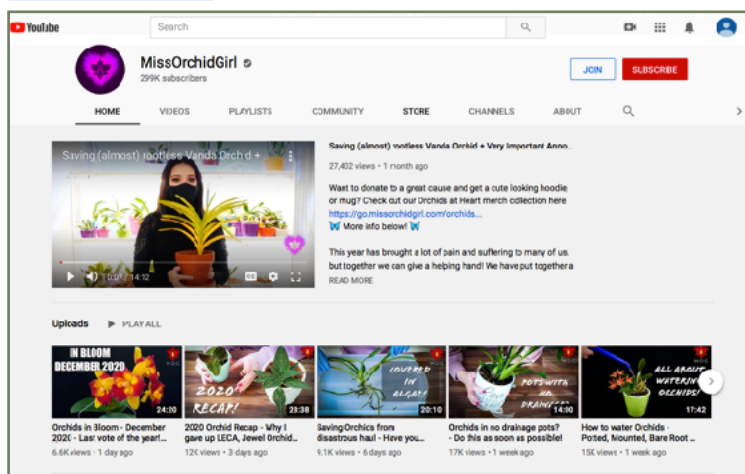 YouTube
Search
MissOrchidGirl
299K subscribers
JOIN
SUBSCRIBE
HOME VIDEOS PLAYLISTS COMMUNITY STORE CHANNELS ABOUT
Saving (almost) rootless Vanda Orchid +
0:01 / 14:12
Saving (almost) rootless Vanda Orchid + Very Important Anno...
27,402 views • 1 month ago
Want to donate to a great cause and get a cute looking hoodie
or mug? Check out our Orchids at Heart merch collection here
https://go.missorchidgirl.com/orchids...
🦋 More info below! 🦋
This year has brought a lot of pain and suffering to many of us,
but together we can give a helping hand! We have put together a
READ MORE
Uploads ▶ PLAY ALL
IN BLOOM
DECEMBER 2020
24:20
Orchids in Bloom - December
2020 - Last vote of the year!...
6.6K views • 1 day ago
2020
RECAP!
23:38
2020 Orchid Recap - Why I
gave up LECA, Jewel Orchid...
12K views • 3 days ago
COVERED
IN
ALGAE!
20:10
Saving Orchids from
disastrous haul - Have you...
9.1K views • 6 days ago
POTS WITH
NO
DRAINAGE?
14:00
Orchids in no drainage pots?
- Do this as soon as possible!
17K views • 1 week ago
ALL ABOUT
WATERING
ORCHIDS!
17:42
How to water Orchids -
Potted, Mounted, Bare Root ...
15K views • 1 week ago